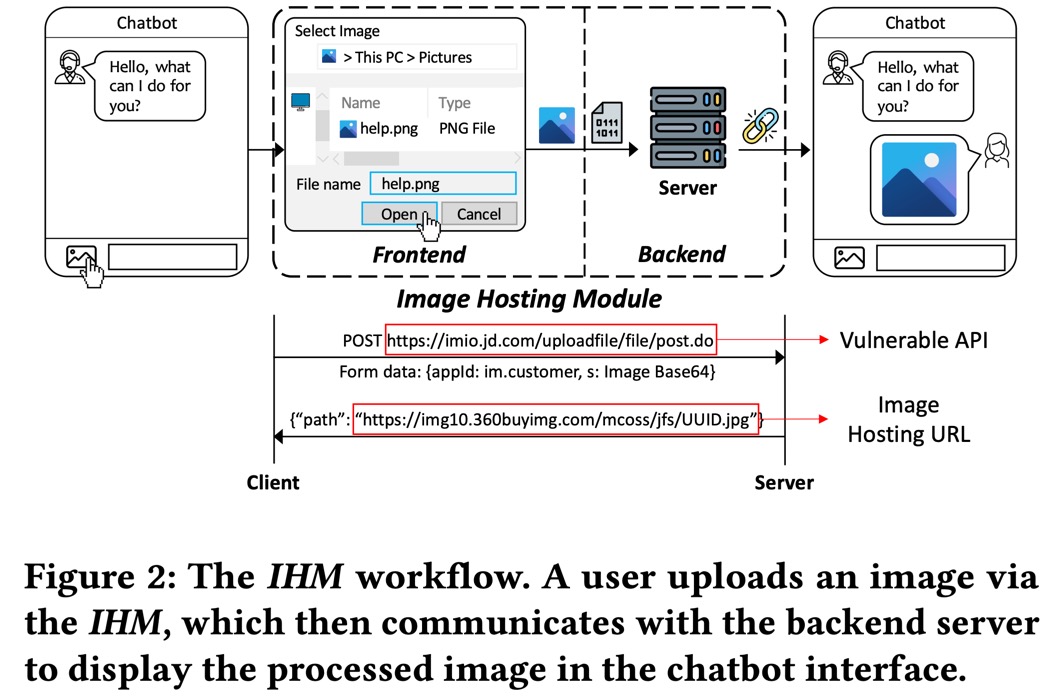 Chatbot
Hello, what
can I do for
you?
Select Image
> This PC > Pictures
Name
Type
help.png
PNG File
File name
help.png
Open
Cancel
Frontend
0111
1011
Server
Backend
Image Hosting Module
Chatbot
Hello, what
can I do for
you?
POST https://imio.jd.com/uploadfile/file/post.do
Vulnerable API
Form data: {appId: im.customer, s: Image Base64}
{“path”: “https://img10.360buyimg.com/mcoss/jfs/UUID.jpg”}
Image
Hosting URL
Client
Server
Figure 2: The IHM workflow. A user uploads an image via
the IHM, which then communicates with the backend server
to display the processed image in the chatbot interface.